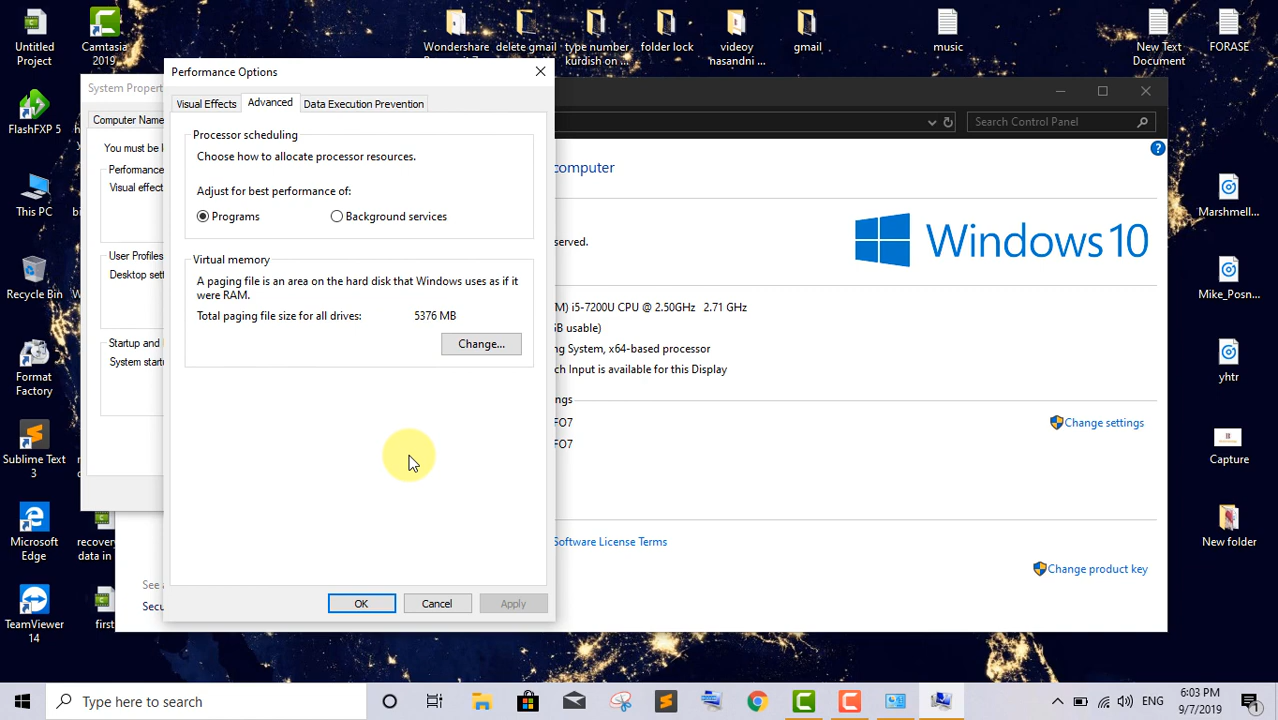 Untitled
Project
Camtasia
2019
Wondershare
delete gmail
type number
kurdish on ...
folder lock
videoy
nasandni ...
gmail
music
New Text
Document
FORASE
FlashFXP 5
This PC
Recycle Bin
Format
Factory
Sublime Text
3
Microsoft
Edge
recovery
data in
TeamViewer
14
first
Marshmell...
Mike_Posn...
yhtr
Capture
New folder
System Propert
Computer Name
You must be l
Performance
Visual effect
User Profiles
Desktop sett
Startup and
System startu
Performance Options
Visual Effects
Advanced
Data Execution Prevention
Processor scheduling
Choose how to allocate processor resources.
Adjust for best performance of:
Programs
Background services
Virtual memory
A paging file is an area on the hard disk that Windows uses as if it
were RAM.
Total paging file size for all drives: 5376 MB
Change...
OK
Cancel
Apply
Search Control Panel
computer
served.
Windows 10
M) i5-7200U CPU @ 2.50GHz 2.71 GHz
GB usable)
ing System, x64-based processor
ch Input is available for this Display
ngs
FO7
FO7
Change settings
Software License Terms
Change product key
See a
Secu
Type here to search
ENG
6:03 PM
9/7/2019
1